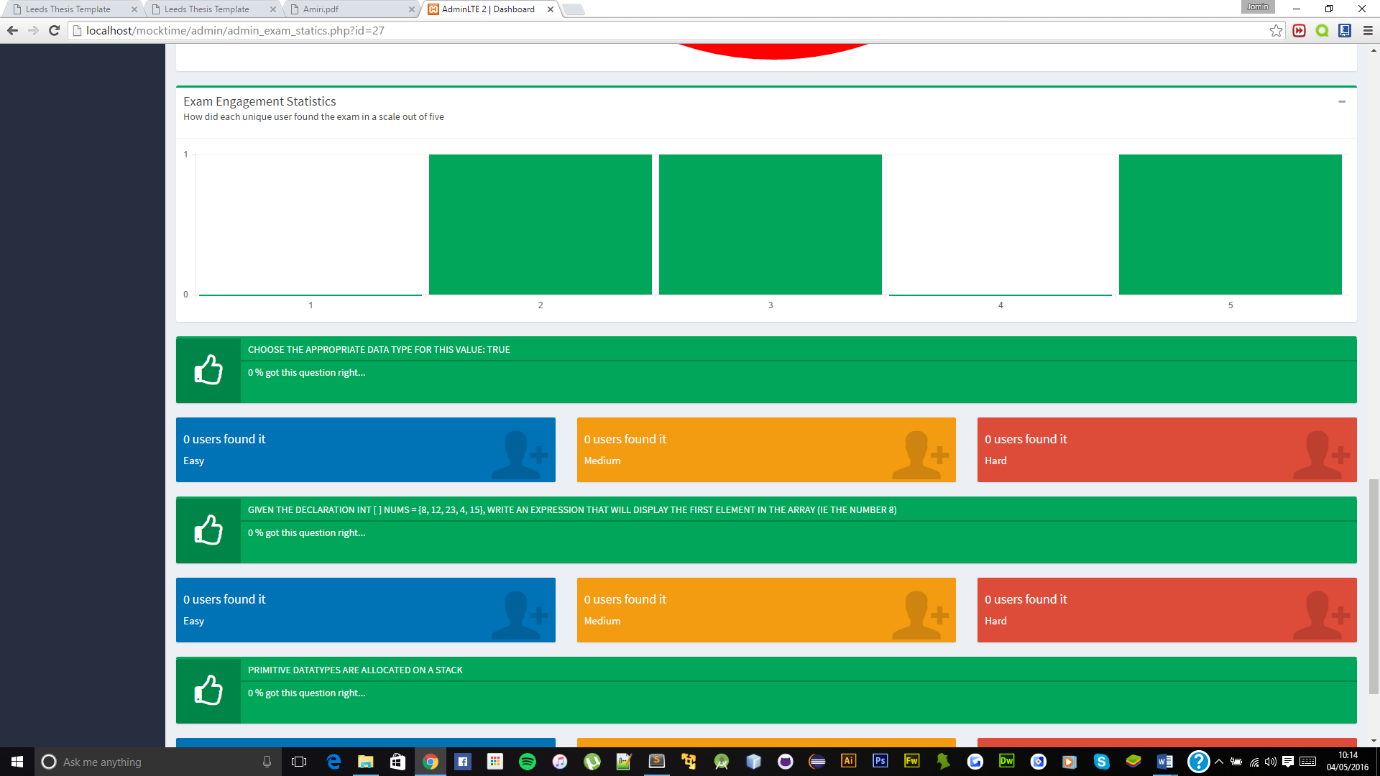 Leeds Thesis Template
Leeds Thesis Template
Amiri.pdf
AdminLTE 2 | Dashboard
lomin
localhost/mocktime/admin/admin_exam_statics.php?id=27
Exam Engagement Statistics
How did each unique user found the exam in a scale out of five
1
0
1 2 3 4 5
CHOOSE THE APPROPRIATE DATA TYPE FOR THIS VALUE: TRUE
0 % got this question right...
0 users found it
Easy
0 users found it
Medium
0 users found it
Hard
GIVEN THE DECLARATION INT [ ] NUMS = {8, 12, 23, 4, 15}, WRITE AN EXPRESSION THAT WILL DISPLAY THE FIRST ELEMENT IN THE ARRAY (IE THE NUMBER 8)
0 % got this question right...
0 users found it
Easy
0 users found it
Medium
0 users found it
Hard
PRIMITIVE DATATYPES ARE ALLOCATED ON A STACK
0 % got this question right...
Ask me anything
Ai
Ps
Fw
Dw
10:14
04/05/2016